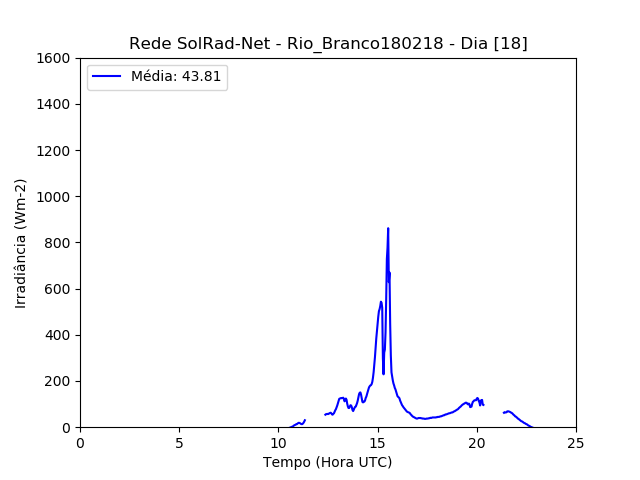 Rede SolRad-Net - Rio_Branco180218 - Dia [18]
Média: 43.81
Irradiância (Wm-2)
1600
1400
1200
1000
800
600
400
200
0
0 5 10 15 20 25
Tempo (Hora UTC)